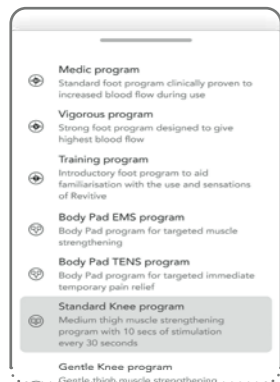 Medic program
Standard foot program clinically proven to
increased blood flow during use
Vigorous program
Strong foot program designed to give
highest blood flow
Training program
Introductory foot program to aid
familiarisation with the use and sensations
of Revitive
Body Pad EMS program
Body Pad program for targeted muscle
strengthening
Body Pad TENS program
Body Pad program for targeted immediate
temporary pain relief
Standard Knee program
Medium thigh muscle strengthening
program with 10 secs of stimulation
every 30 seconds
Gentle Knee program
Gentle thigh muscle strengthening